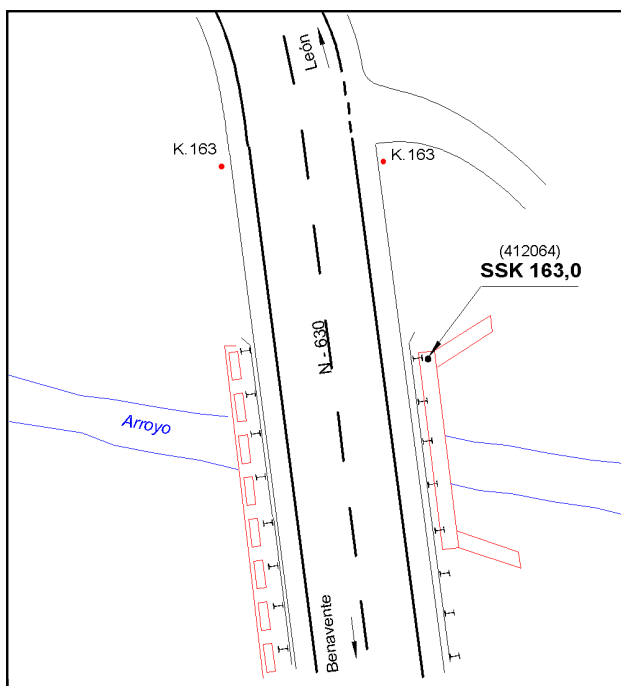 León
K.163
K.163
(412064)
SSK 163,0
N - 630
Arroyo
Benavente